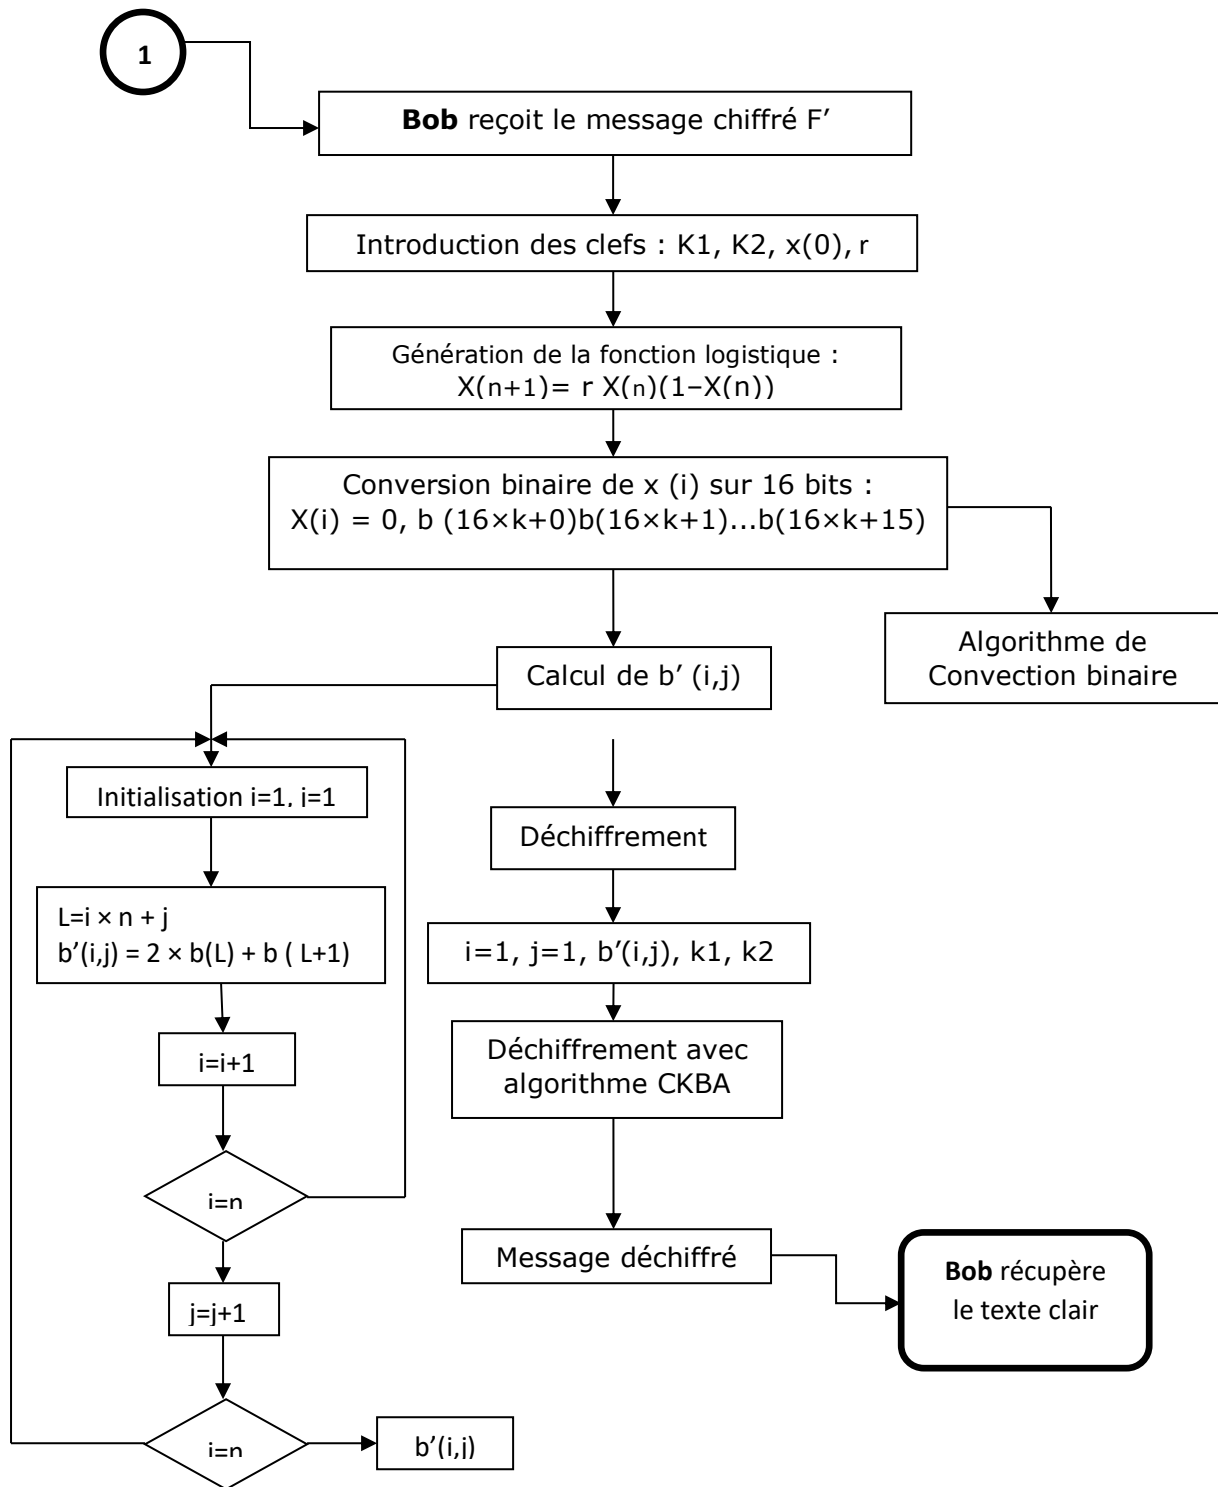 1
Bob reçoit le message chiffré F’
Introduction des clefs : K1, K2, x(0), r
Génération de la fonction logistique :
X(n+1)= r X(n)(1−X(n))
Conversion binaire de x (i) sur 16 bits :
X(i) = 0, b (16×k+0)b(16×k+1)...b(16×k+15)
Algorithme de
Convection binaire
Calcul de b’ (i,j)
Initialisation i=1, j=1
L=i × n + j
b’(i,j) = 2 × b(L) + b ( L+1)
i=i+1
i=n
j=j+1
i=n
b’(i,j)
Déchiffrement
i=1, j=1, b’(i,j), k1, k2
Déchiffrement avec
algorithme CKBA
Message déchiffré
Bob récupère
le texte clair